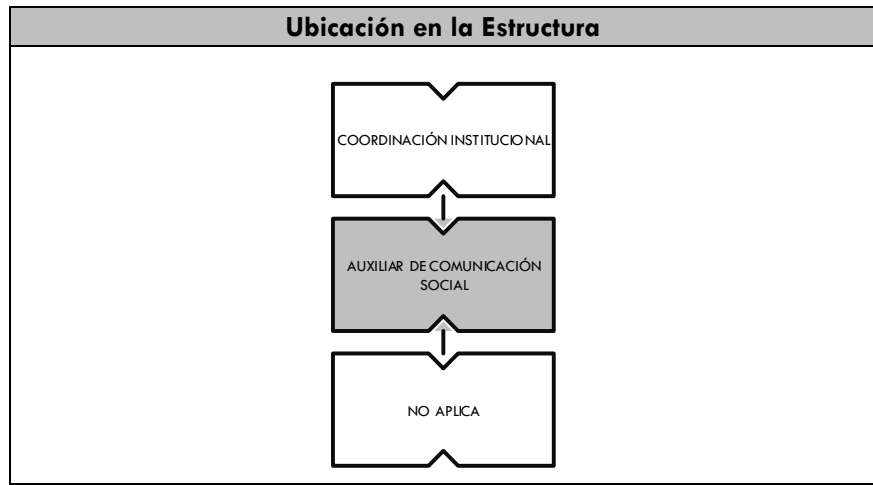 Ubicación en la Estructura
COORDINACIÓN INSTITUCIONAL
AUXILIAR DE COMUNICACIÓN
SOCIAL
NO APLICA